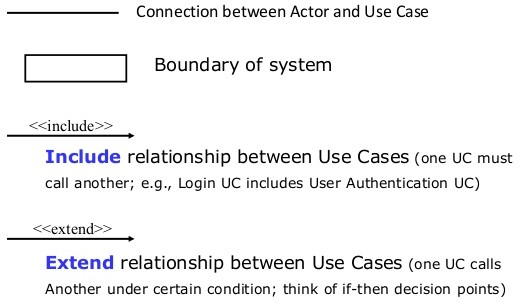 Connection between Actor and Use Case
Boundary of system
<<include>>
Include relationship between Use Cases (one UC must
call another; e.g., Login UC includes User Authentication UC)
<<extend>>
Extend relationship between Use Cases (one UC calls
Another under certain condition; think of if-then decision points)